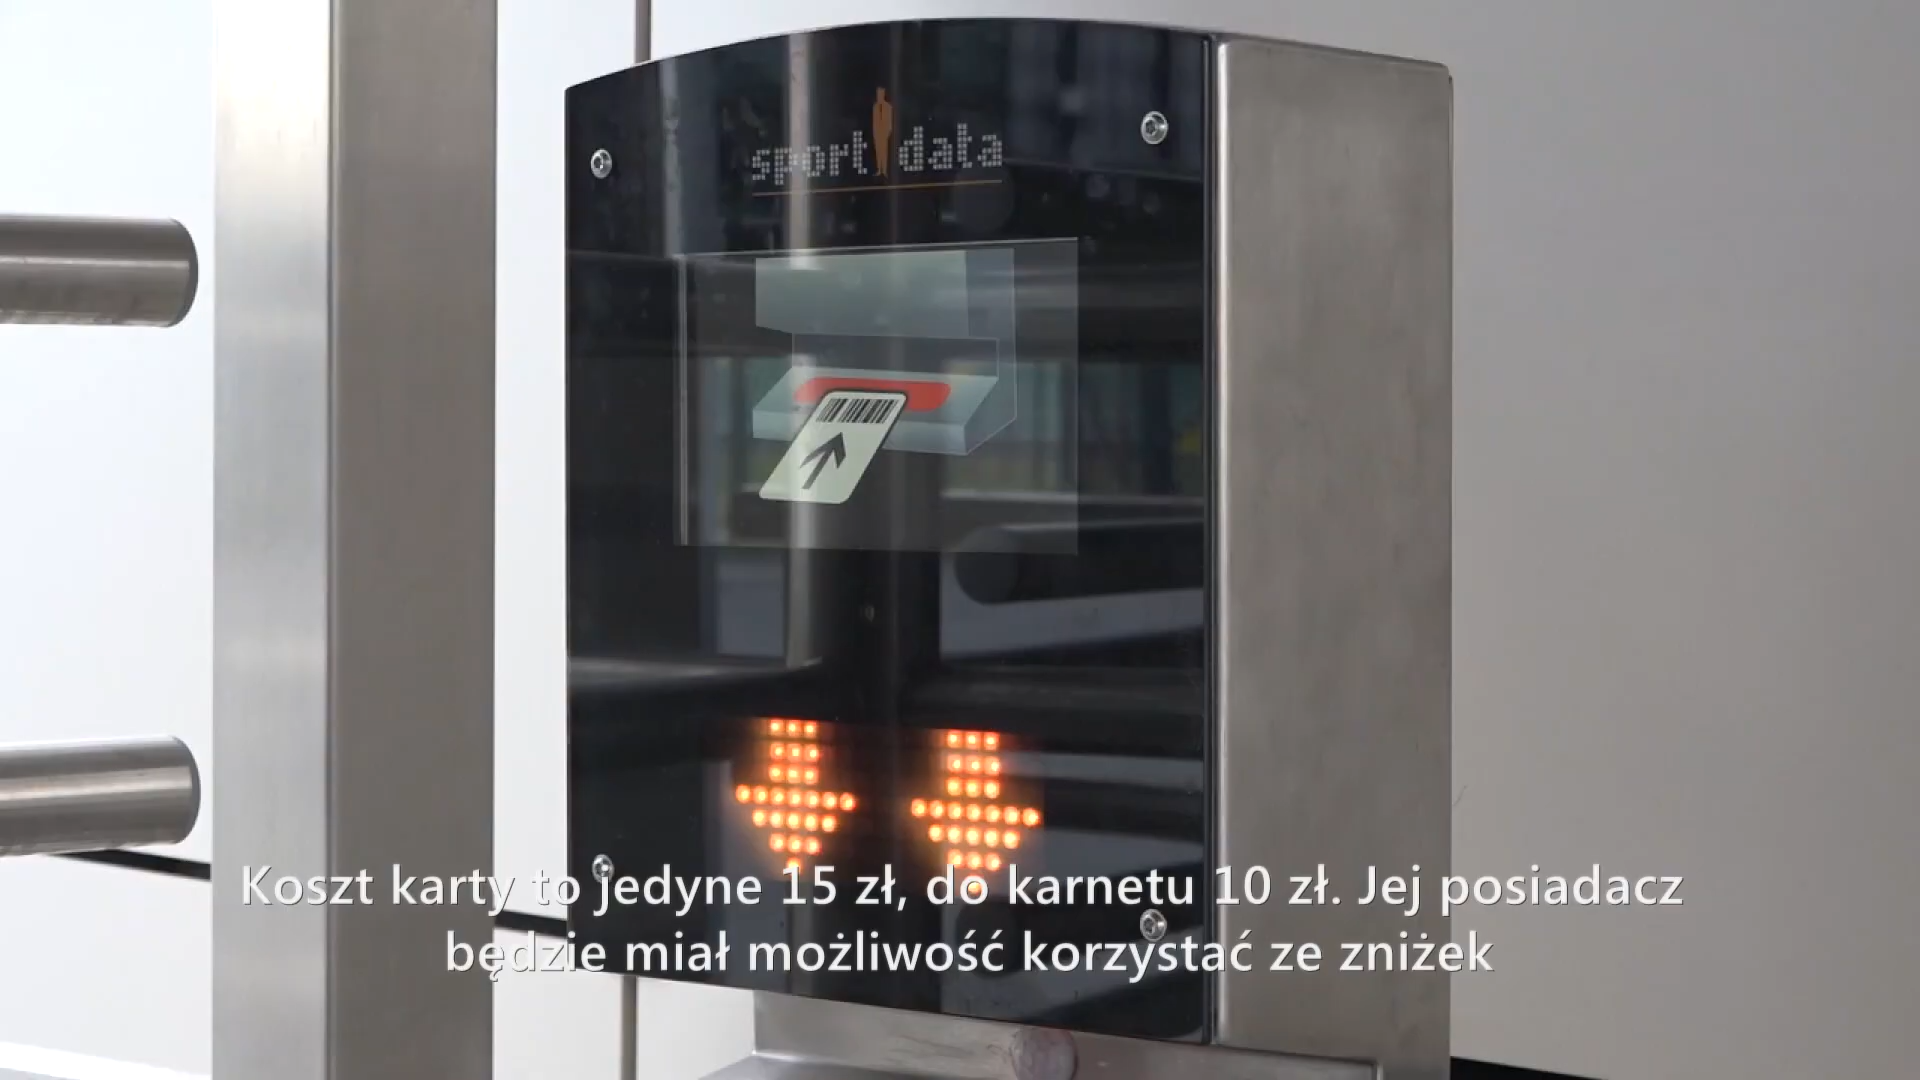 sport data
Koszt karty to jedyne 15 zł, do karnetu 10 zł. Jej posiadacz
będzie miał możliwość korzystać ze zniżek